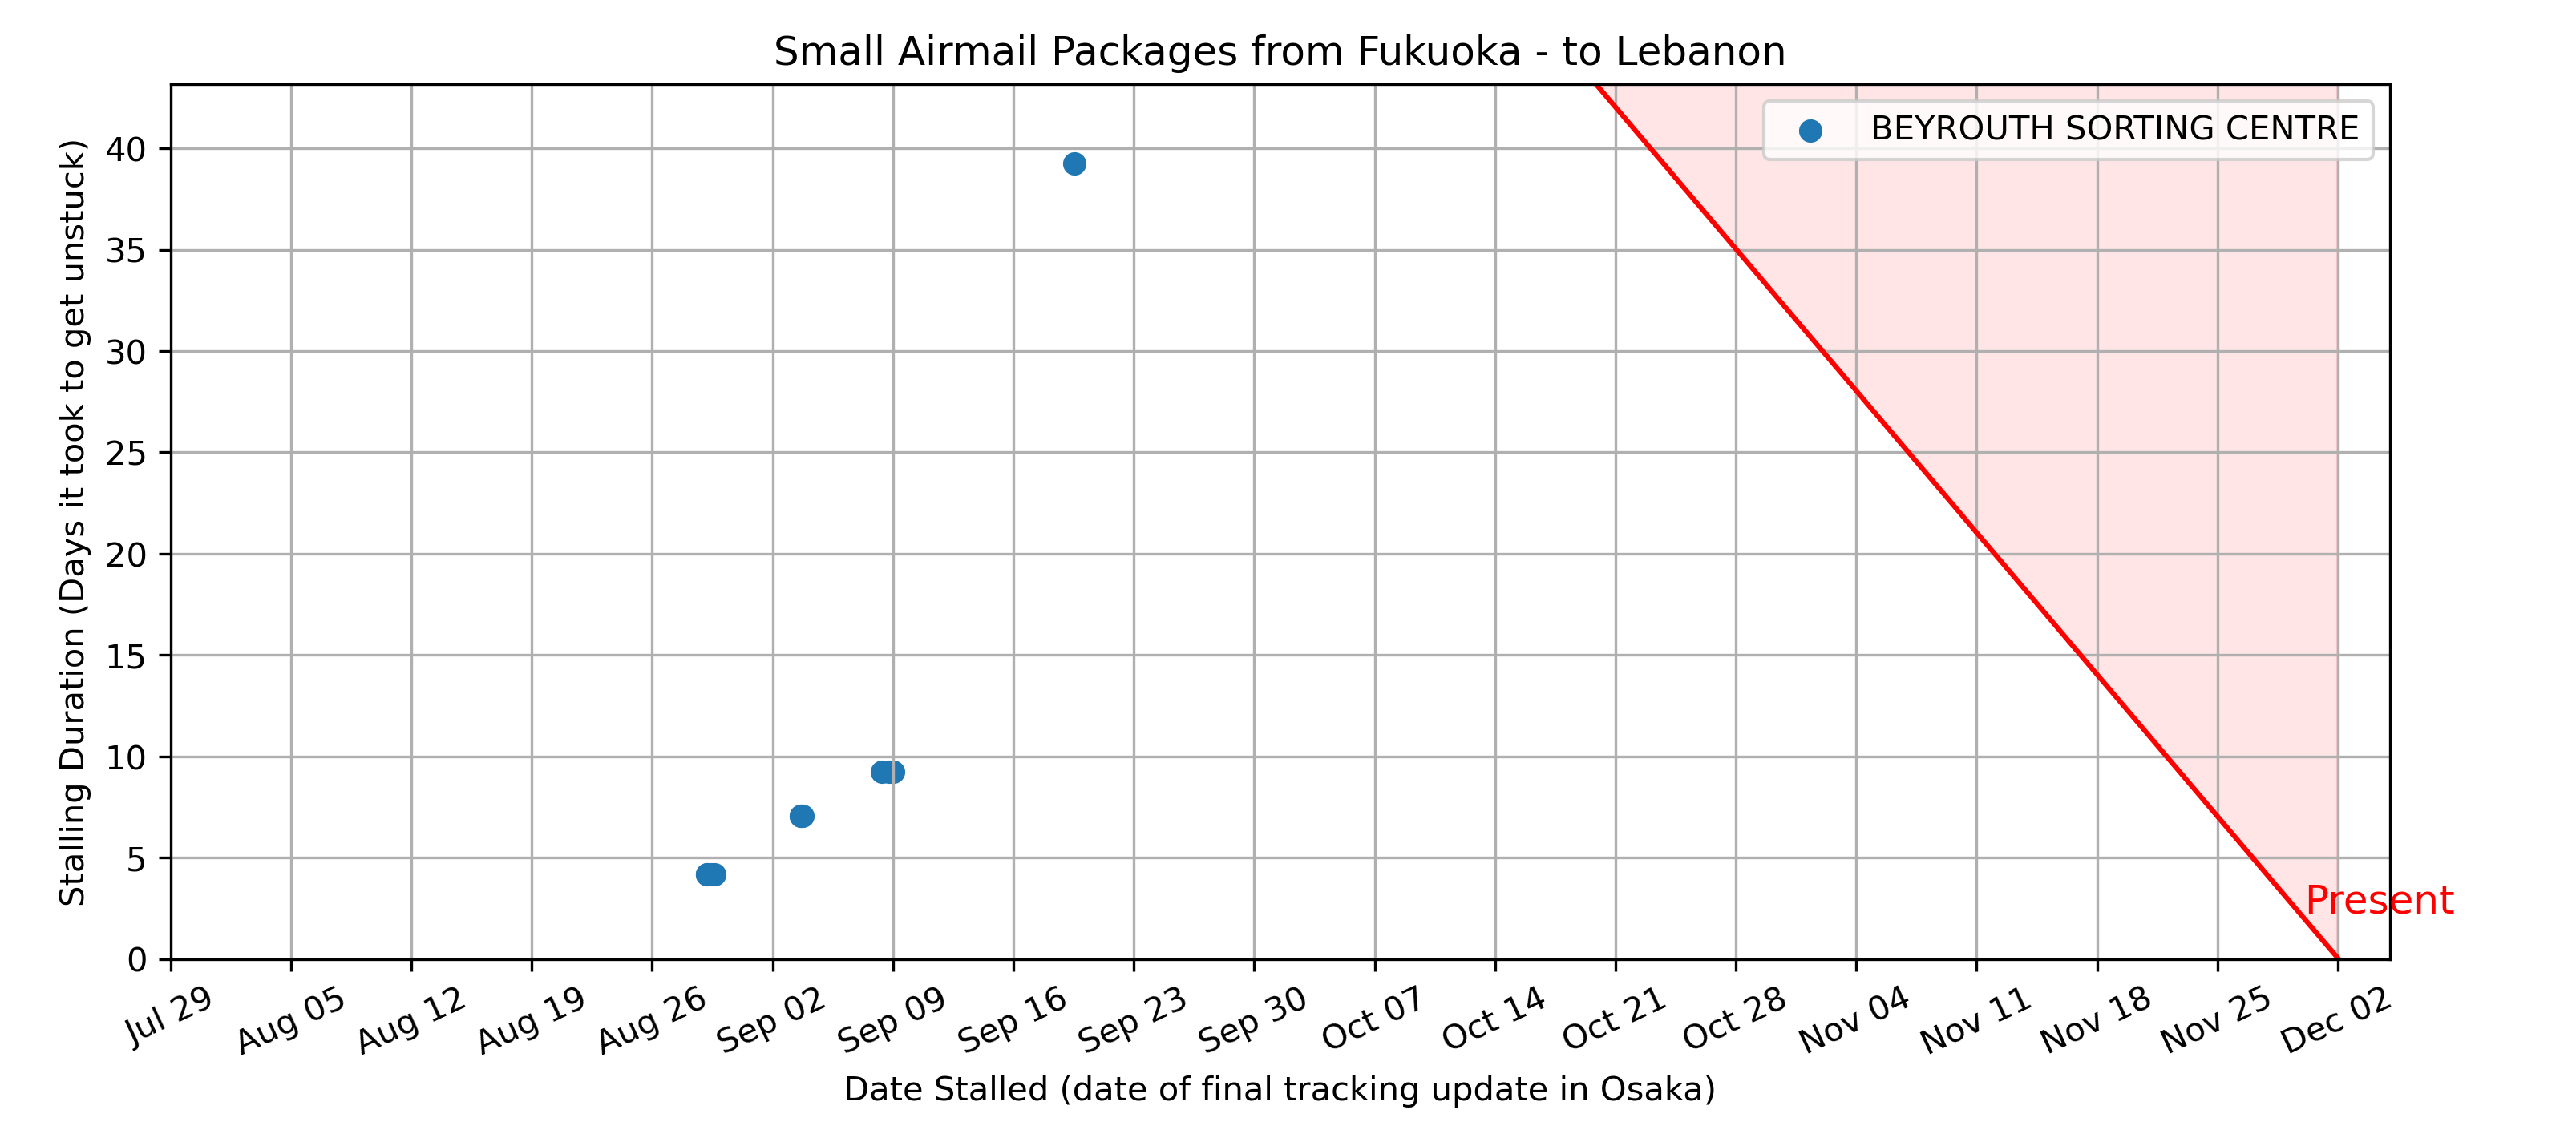 Small Airmail Packages from Fukuoka - to Lebanon
BEYROUTH SORTING CENTRE
Stalling Duration (Days it took to get unstuck)
40
35
30
25
20
15
10
5
0
Present
Jul 29
Aug 05
Aug 12
Aug 19
Aug 26
Sep 02
Sep 09
Sep 16
Sep 23
Sep 30
Oct 07
Oct 14
Oct 21
Oct 28
Nov 04
Nov 11
Nov 18
Nov 25
Dec 02
Date Stalled (date of final tracking update in Osaka)